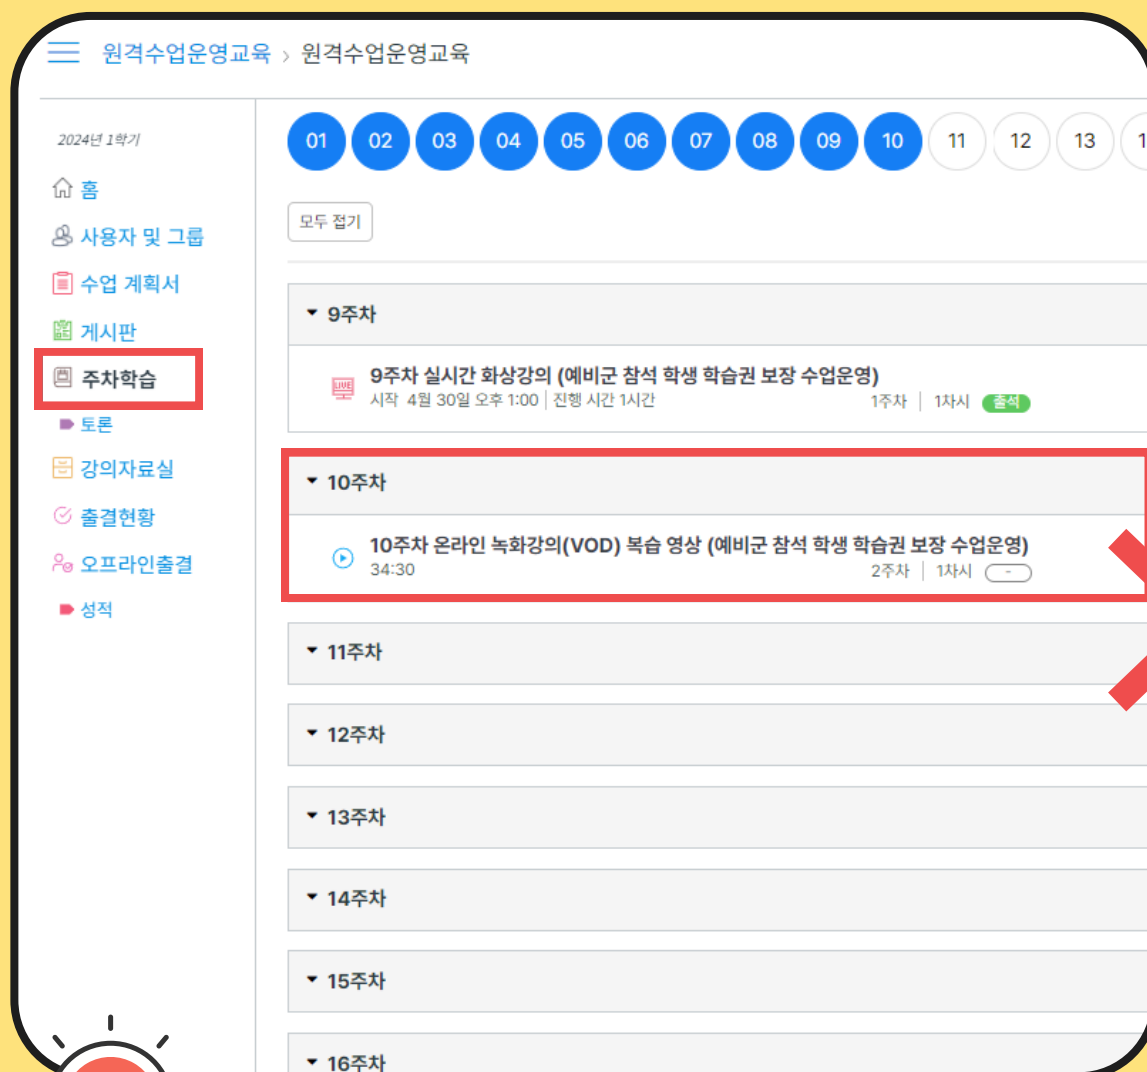 원격수업운영교육 › 원격수업운영교육
2024년 1학기
홈
사용자 및 그룹
수업 계획서
게시판
주차학습
토론
강의자료실
출결현황
오프라인출결
성적
01 02 03 04 05 06 07 08 09 10 11 12 13
모두 접기
9주차
LIVE
9주차 실시간 화상강의 (예비군 참석 학생 학습권 보장 수업운영)
시작 4월 30일 오후 1:00 | 진행 시간 1시간 1주차 | 1차시 출석
10주차
10주차 온라인 녹화강의(VOD) 복습 영상 (예비군 참석 학생 학습권 보장 수업운영)
34:30 2주차 | 1차시 -
11주차
12주차
13주차
14주차
15주차
16주차